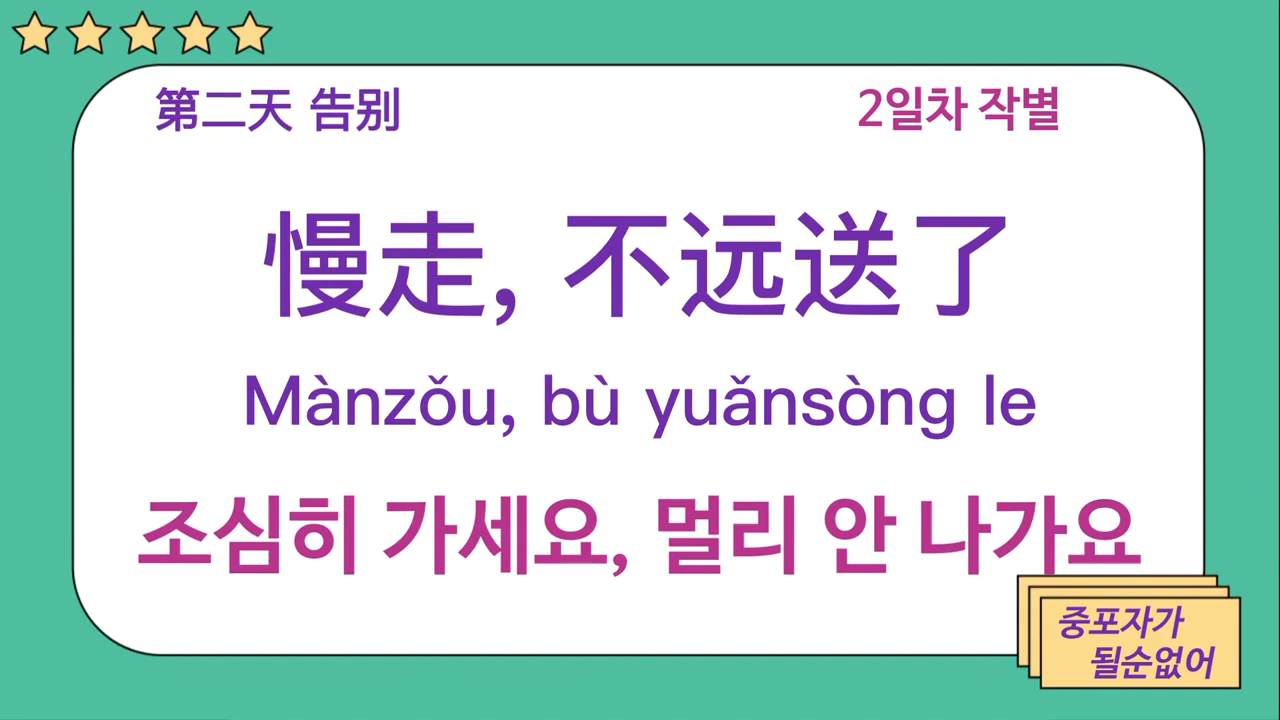 第二天 告别
2일차 작별
慢走, 不远送了
Mànzǒu, bù yuǎnsòng le
조심히 가세요, 멀리 안 나가요
중포자가
될순없어